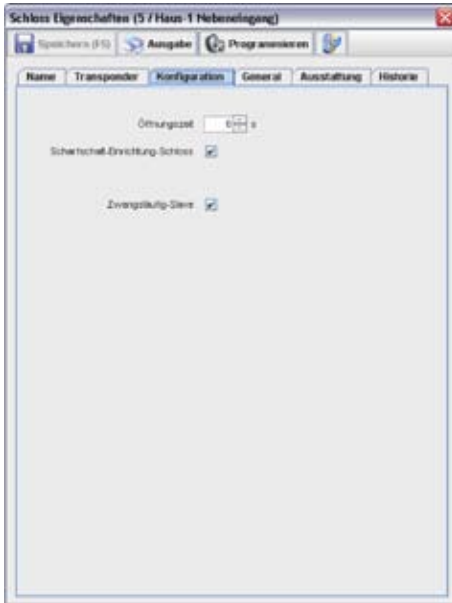 Schloss Eigenschaften (5 / Haus-1 Nebeneingang)
Speichern (F5) Ausgabe Programmieren
Name Transponder Konfiguration General Ausstattung Historie
Öffnungszeit s
Scharfschalt-Einrichtung-Schloss
Zwangsläufig-Slave